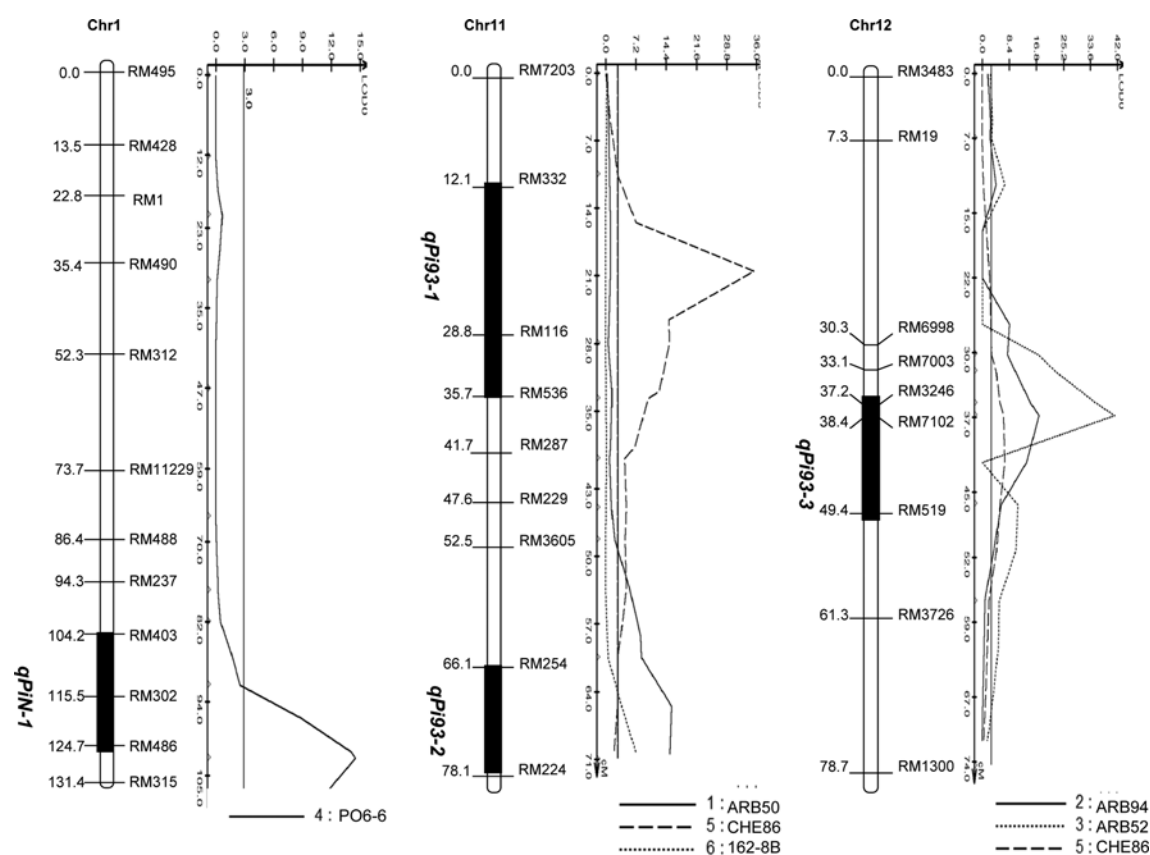 Chr1
0.0 3.0 6.0 9.0 12.0 15.0
3.0
0.0 RM495
13.5 RM428
22.8 RM1
35.4 RM490
52.3 RM312
73.7 RM11229
86.4 RM488
94.3 RM237
104.2 RM403
115.5 RM302
124.7 RM486
131.4 RM315
qPiN-1
0.0
12.0
23.0
35.0
47.0
59.0
70.0
82.0
94.0
105.0
4 : PO6-6
Chr11
0.0 7.2 14.4 21.6 28.8 36.0
0.0 RM7203
12.1 RM332
28.8 RM116
35.7 RM536
41.7 RM287
47.6 RM229
52.5 RM3605
66.1 RM254
78.1 RM224
qPi93-1
qPi93-2
0.0
7.0
14.0
21.0
28.0
35.0
43.0
50.0
57.0
64.0
71.0
cM
...
1 : ARB50
5 : CHE86
6 : 162-8B
Chr12
0.0 8.4 16.8 25.2 33.6 42.0
0.0 RM3483
7.3 RM19
30.3 RM6998
33.1 RM7003
37.2 RM3246
38.4 RM7102
49.4 RM519
61.3 RM3726
78.7 RM1300
qPi93-3
0.0
7.0
15.0
22.0
30.0
37.0
45.0
52.0
59.0
67.0
74.0
cM
...
2 : ARB94
3 : ARB52
5 : CHE86